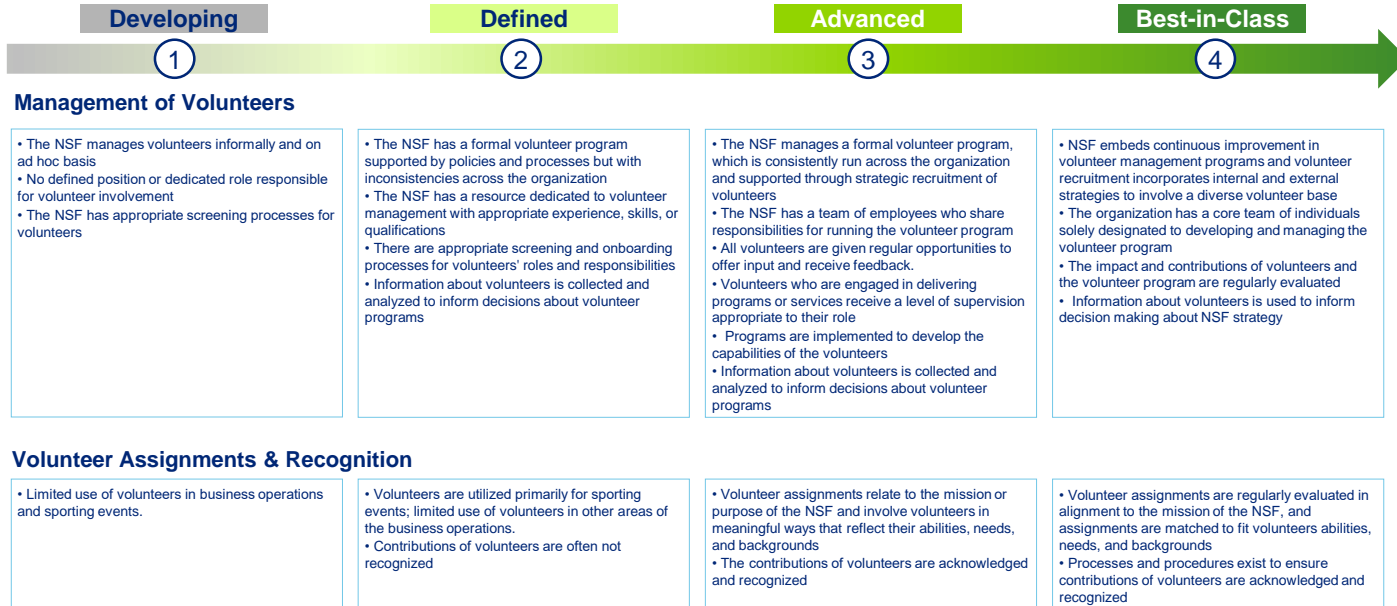 Developing
Defined
Advanced
Best-in-Class
1
2
3
4
Management of Volunteers
• The NSF manages volunteers informally and on
ad hoc basis
• No defined position or dedicated role responsible
for volunteer involvement
• The NSF has appropriate screening processes for
volunteers
• The NSF has a formal volunteer program
supported by policies and processes but with
inconsistencies across the organization
• The NSF has a resource dedicated to volunteer
management with appropriate experience, skills, or
qualifications
• There are appropriate screening and onboarding
processes for volunteers' roles and responsibilities
• Information about volunteers is collected and
analyzed to inform decisions about volunteer
programs
• The NSF manages a formal volunteer program,
which is consistently run across the organization
and supported through strategic recruitment of
volunteers
• The NSF has a team of employees who share
responsibilities for running the volunteer program
• All volunteers are given regular opportunities to
offer input and receive feedback.
• Volunteers who are engaged in delivering
programs or services receive a level of supervision
appropriate to their role
• Programs are implemented to develop the
capabilities of the volunteers
• Information about volunteers is collected and
analyzed to inform decisions about volunteer
programs
• NSF embeds continuous improvement in
volunteer management programs and volunteer
recruitment incorporates internal and external
strategies to involve a diverse volunteer base
• The organization has a core team of individuals
solely designated to developing and managing the
volunteer program
• The impact and contributions of volunteers and
the volunteer program are regularly evaluated
• Information about volunteers is used to inform
decision making about NSF strategy
Volunteer Assignments & Recognition
• Limited use of volunteers in business operations
and sporting events.
• Volunteers are utilized primarily for sporting
events; limited use of volunteers in other areas of
the business operations.
• Contributions of volunteers are often not
recognized
• Volunteer assignments relate to the mission or
purpose of the NSF and involve volunteers in
meaningful ways that reflect their abilities, needs,
and backgrounds
• The contributions of volunteers are acknowledged
and recognized
• Volunteer assignments are regularly evaluated in
alignment to the mission of the NSF, and
assignments are matched to fit volunteers abilities,
needs, and backgrounds
• Processes and procedures exist to ensure
contributions of volunteers are acknowledged and
recognized